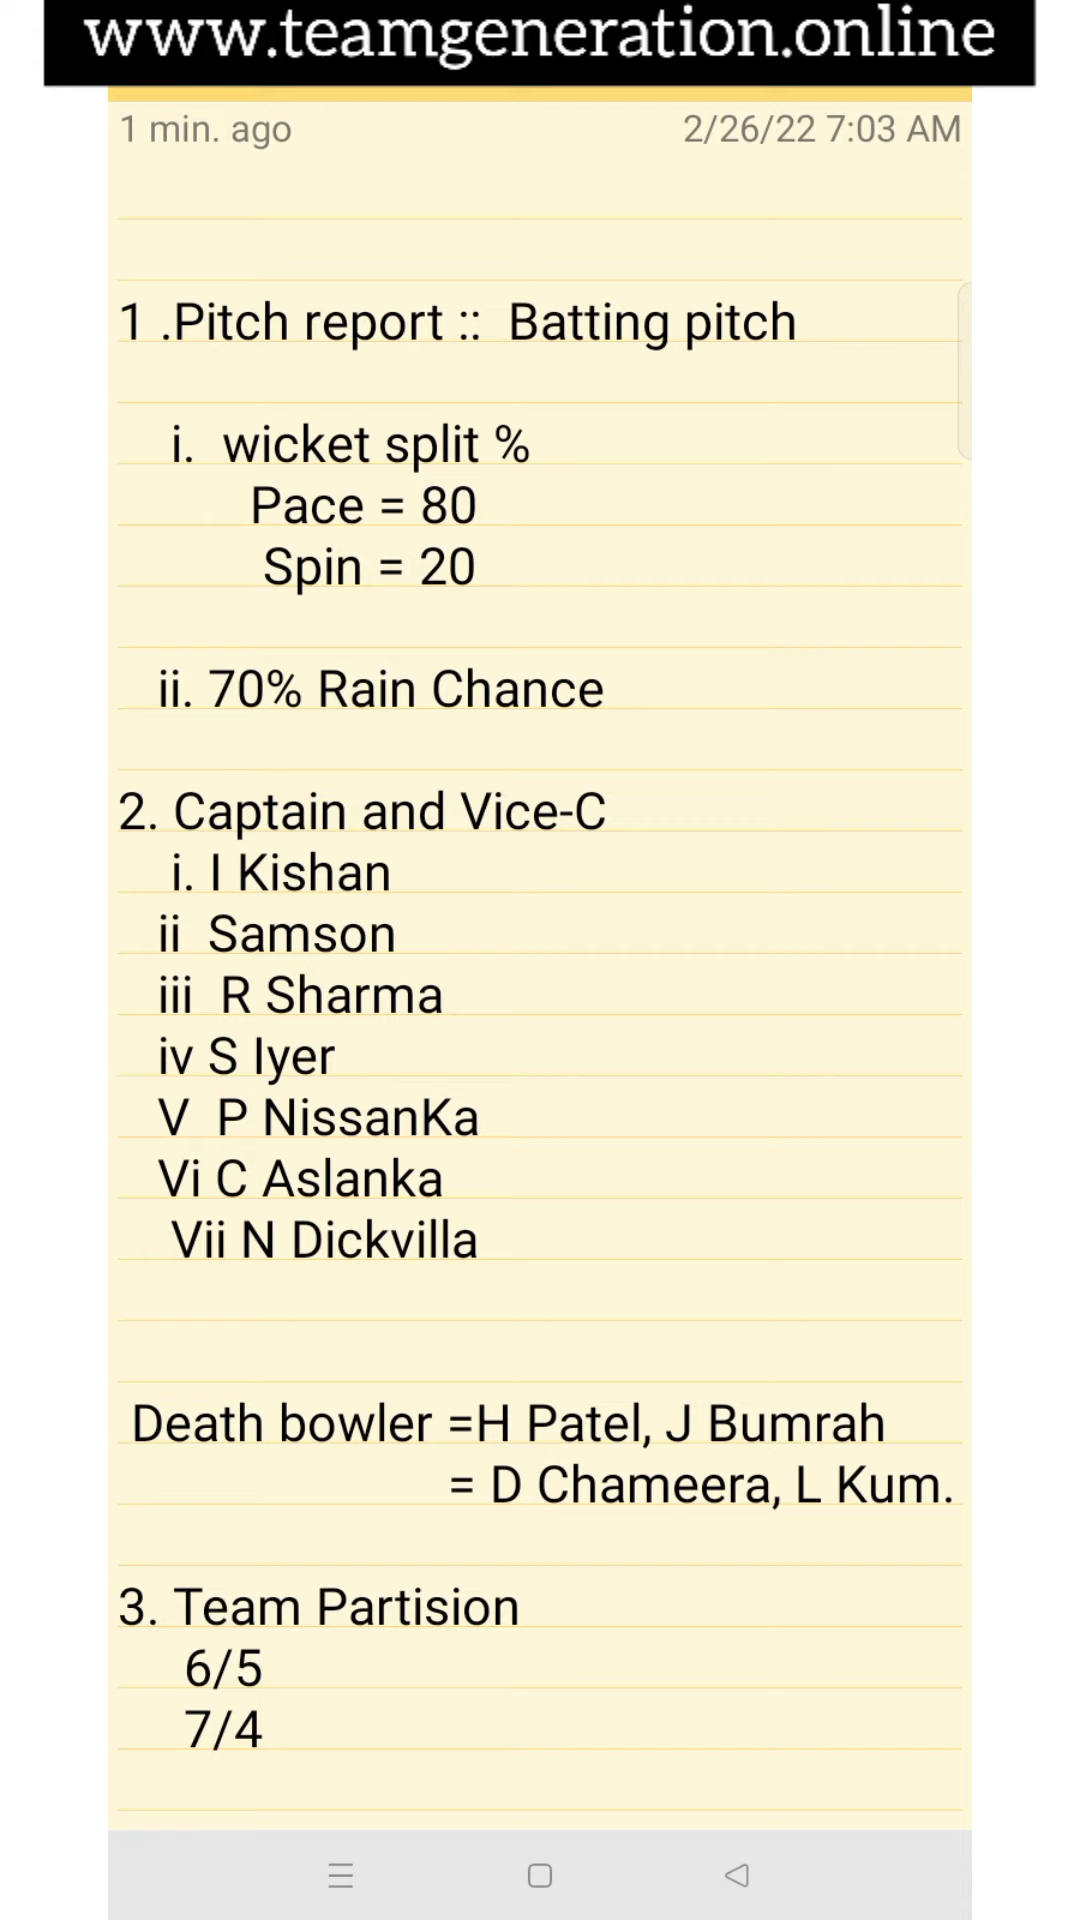 www.teamgeneration.online
1 min. ago 2/26/22 7:03 AM
1 .Pitch report :: Batting pitch
i. wicket split %
Pace = 80
Spin = 20
ii. 70% Rain Chance
2. Captain and Vice-C
i. I Kishan
ii Samson
iii R Sharma
iv S Iyer
V P NissanKa
Vi C Aslanka
Vii N Dickvilla
Death bowler =H Patel, J Bumrah
= D Chameera, L Kum.
3. Team Partision
6/5
7/4